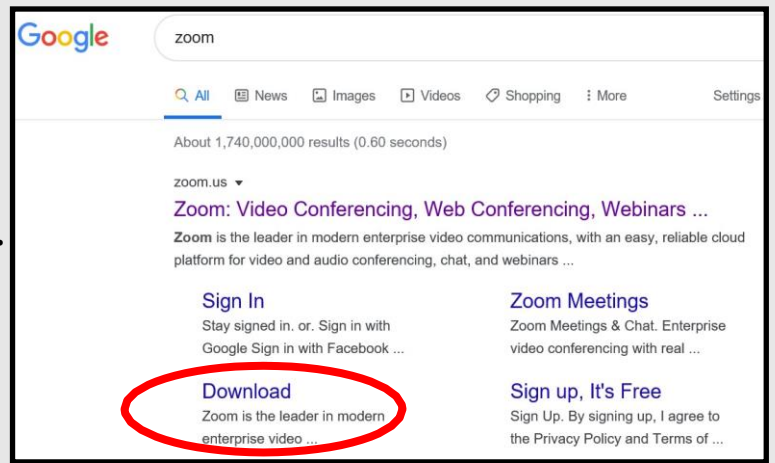 Google zoom
All News Images Videos Shopping More Settings
About 1,740,000,000 results (0.60 seconds)
zoom.us
Zoom: Video Conferencing, Web Conferencing, Webinars ...
Zoom is the leader in modern enterprise video communications, with an easy, reliable cloud
platform for video and audio conferencing, chat, and webinars ...
Sign In
Stay signed in. or. Sign in with
Google Sign in with Facebook ...
Zoom Meetings
Zoom Meetings & Chat. Enterprise
video conferencing with real ...
Download
Zoom is the leader in modern
enterprise video ...
Sign up, It's Free
Sign Up. By signing up, I agree to
the Privacy Policy and Terms of ...